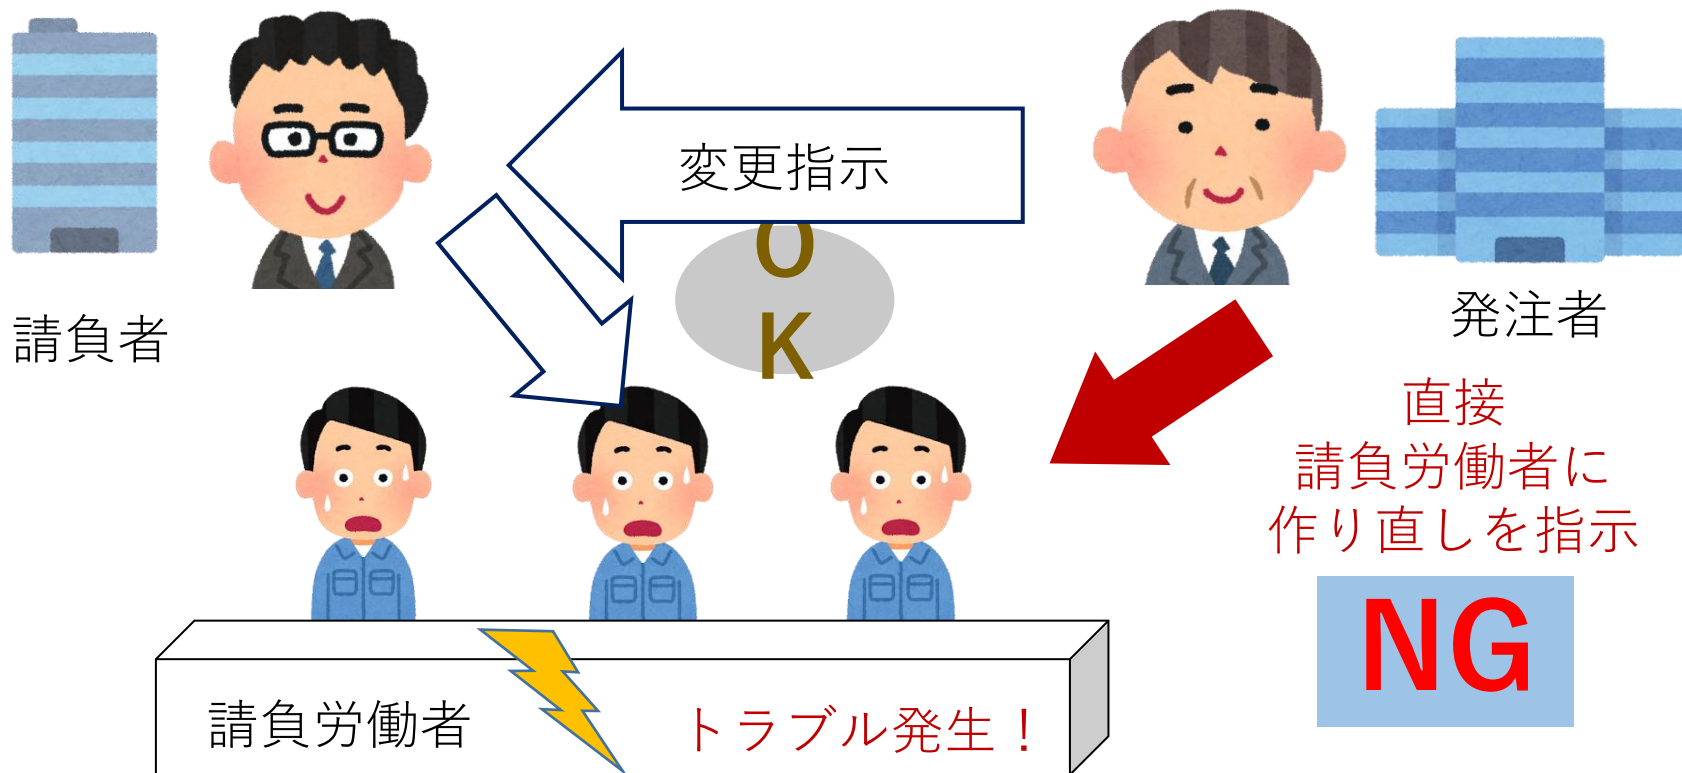 変更指示
OK
請負者
発注者
直接
請負労働者に
作り直しを指示
NG
請負労働者
トラブル発生！